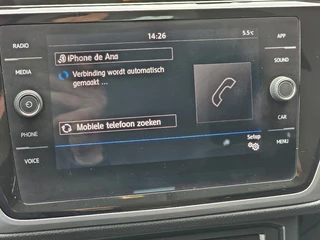 RADIO
14:26
5.5°C
APP
iPhone de Ana
MEDIA
SOUND
Verbinding wordt automatisch
gemaakt ...
PHONE
CAR
Mobiele telefoon zoeken
VOICE
Setup
MENU